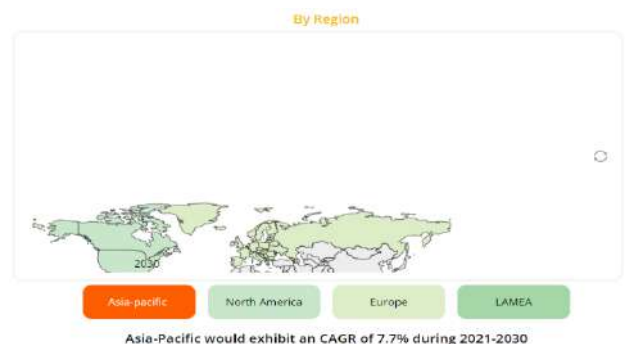 By Region
2030
Asia-pacific North America Europe LAMEA
Asia-Pacific would exhibit an CAGR of 7.7% during 2021-2030